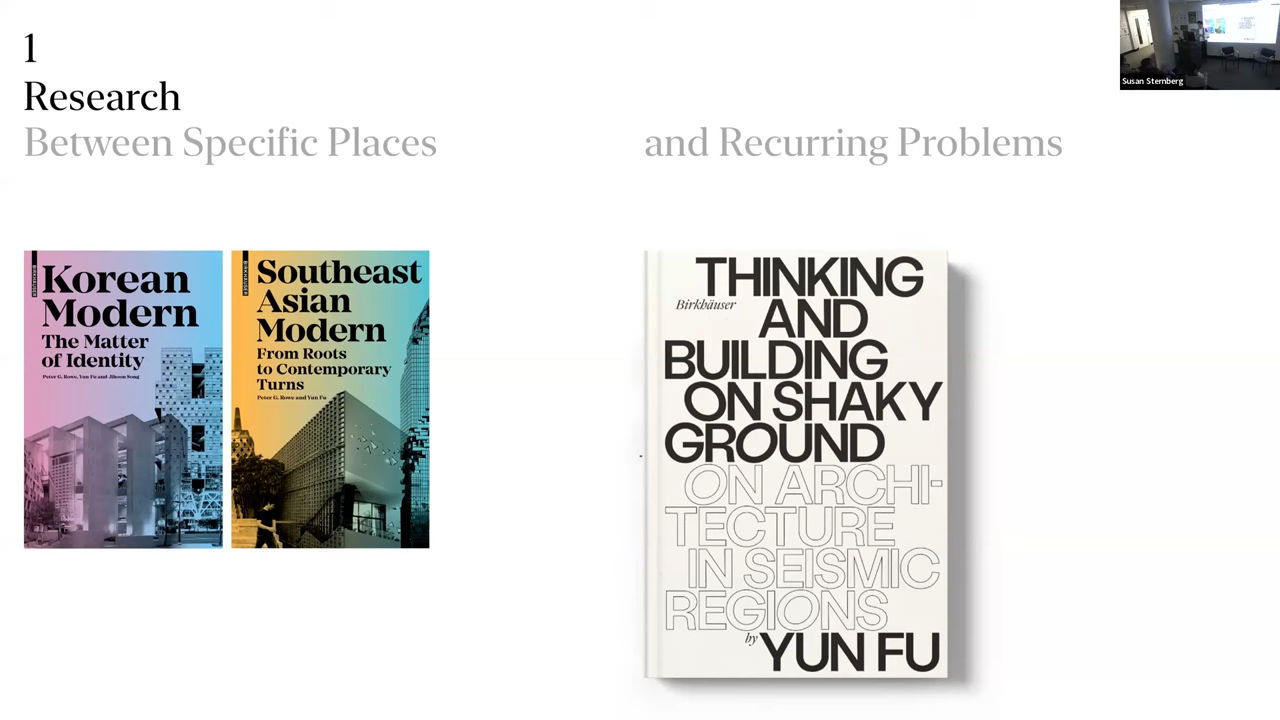 1
Research
Between Specific Places
and Recurring Problems
Susan Sternberg
BIRKHÄUSER
Korean
Modern
The Matter
of Identity
Peter G. Rowe, Yun Fu and Jihoon Song
BIRKHÄUSER
Southeast
Asian
Modern
From Roots
to Contemporary
Turns
Peter G. Rowe and Yun Fu
THINKING
Birkhäuser
AND
BUILDING
ON SHAKY
GROUND
ON ARCHI-
TECTURE
IN SEISMIC
REGIONS
by YUN FU